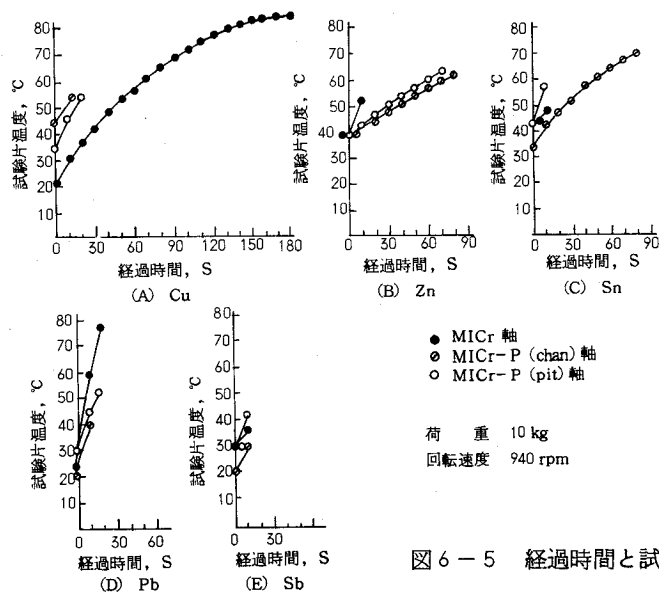 試験片温度, ℃
80
70
60
50
40
30
20
10
0 30 60 90 120 150 180
経過時間, S
(A) Cu
試験片温度, ℃
80
70
60
50
40
30
20
10
0 30 60 90
経過時間, S
(B) Zn
試験片温度, ℃
80
70
60
50
40
30
20
10
0 30 60 90
経過時間, S
(C) Sn
試験片温度, ℃
80
70
60
50
40
30
20
10
0 30 60
経過時間, S
(D) Pb
試験片温度, ℃
80
70
60
50
40
30
20
10
0 30
経過時間, S
(E) Sb
● MICr 軸
⊘ MICr-P (chan) 軸
○ MICr-P (pit) 軸
荷 重 10 kg
回転速度 940 rpm
図6-5 経過時間と試